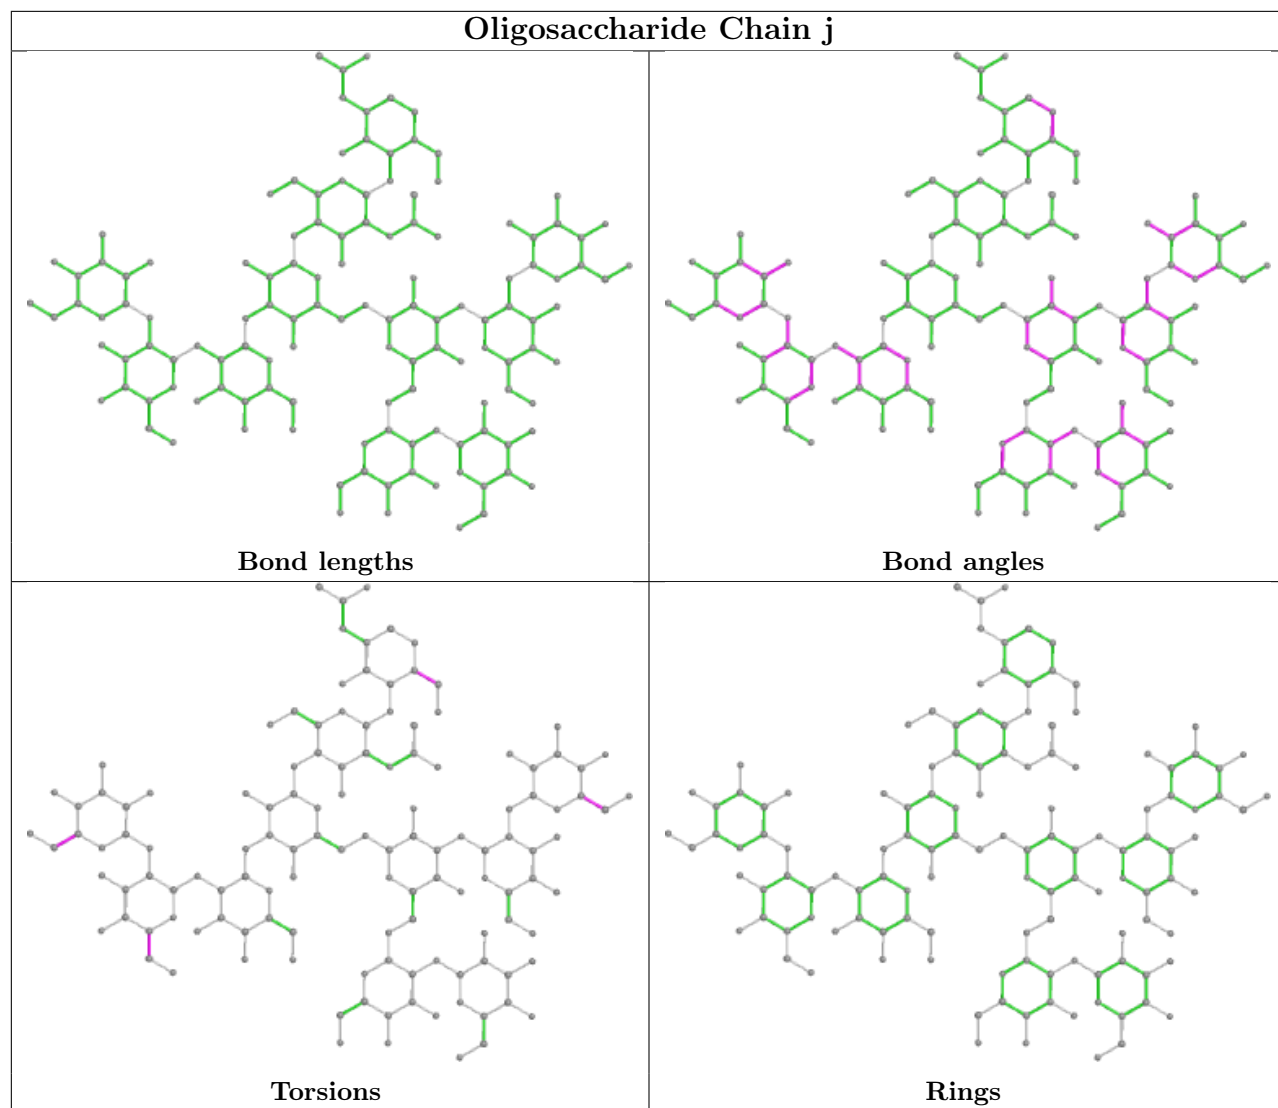 Oligosaccharide Chain j
Bond lengths
Bond angles
Torsions
Rings